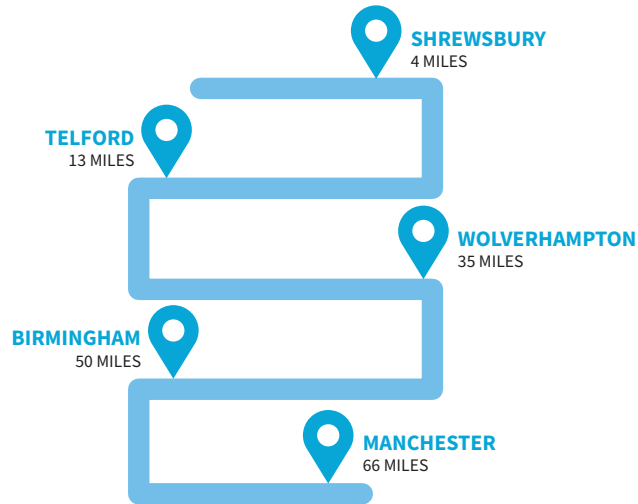 SHREWSBURY
4 MILES
TELFORD
13 MILES
WOLVERHAMPTON
35 MILES
BIRMINGHAM
50 MILES
MANCHESTER
66 MILES